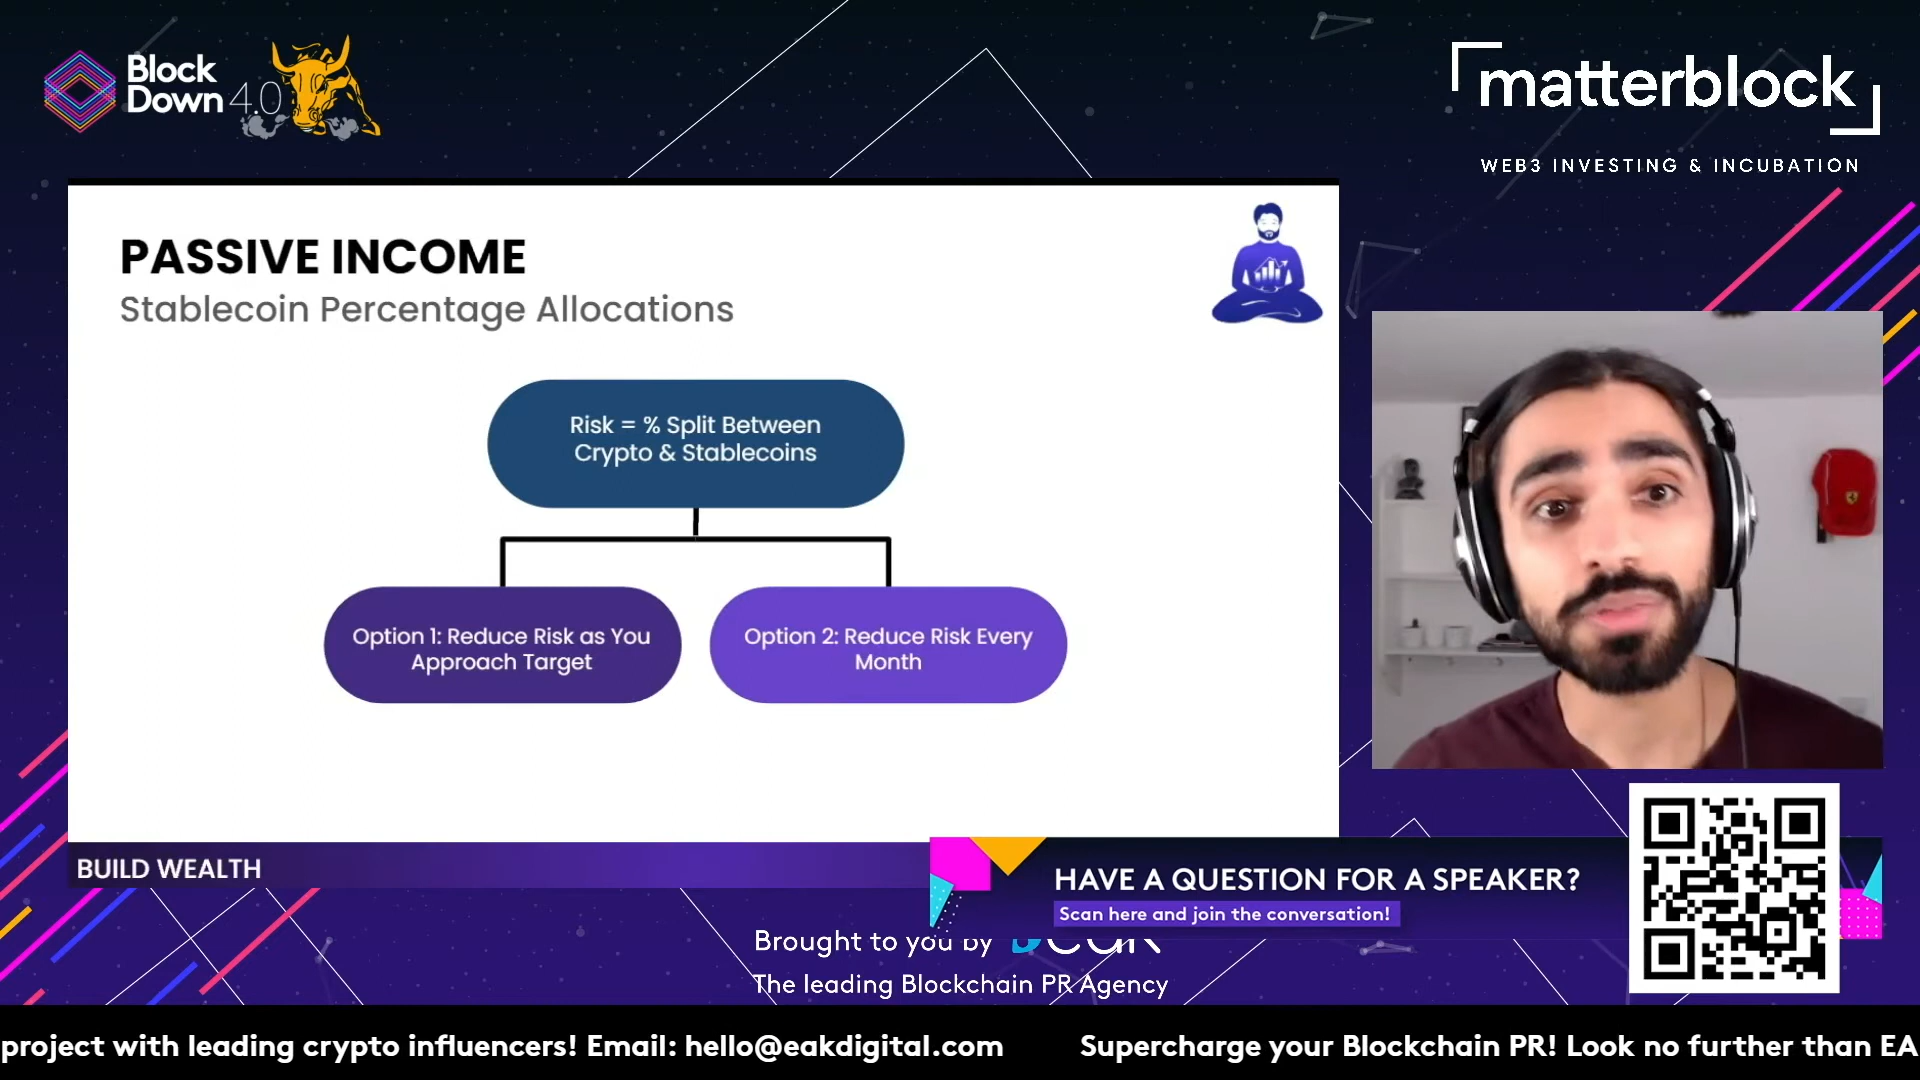 Block
Down 4.0
matterblock
WEB3 INVESTING & INCUBATION
PASSIVE INCOME
Stablecoin Percentage Allocations
Risk = % Split Between
Crypto & Stablecoins
Option 1: Reduce Risk as You
Approach Target
Option 2: Reduce Risk Every
Month
BUILD WEALTH
HAVE A QUESTION FOR A SPEAKER?
Scan here and join the conversation!
Brought to you by
The leading Blockchain PR Agency
project with leading crypto influencers! Email: hello@eakdigital.com
Supercharge your Blockchain PR! Look no further than EA